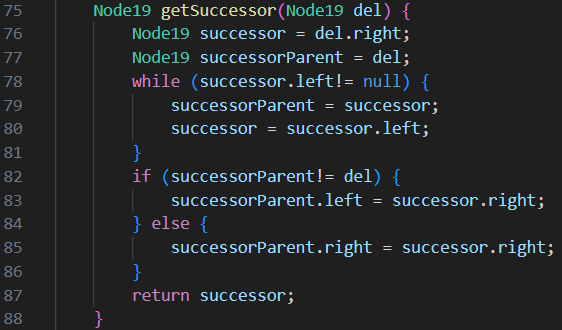 75 Node19 getSuccessor(Node19 del) {
76 Node19 successor = del.right;
77 Node19 successorParent = del;
78 while (successor.left!= null) {
79 successorParent = successor;
80 successor = successor.left;
81 }
82 if (successorParent!= del) {
83 successorParent.left = successor.right;
84 } else {
85 successorParent.right = successor.right;
86 }
87 return successor;
88 }